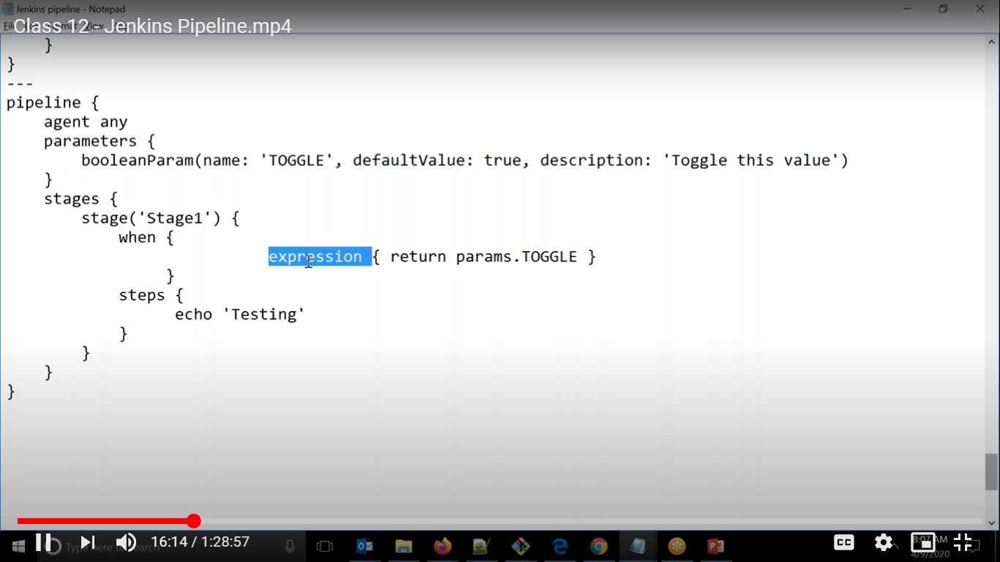 Jenkins pipeline - Notepad
Class 12 - Jenkins Pipeline.mp4
}
}
---
pipeline {
agent any
parameters {
booleanParam(name: 'TOGGLE', defaultValue: true, description: 'Toggle this value')
}
stages {
stage('Stage1') {
when {
expression { return params.TOGGLE }
}
steps {
echo 'Testing'
}
}
}
}
16:14 / 1:28:57
Type here to search
CC
8:07 AM
4/9/2020